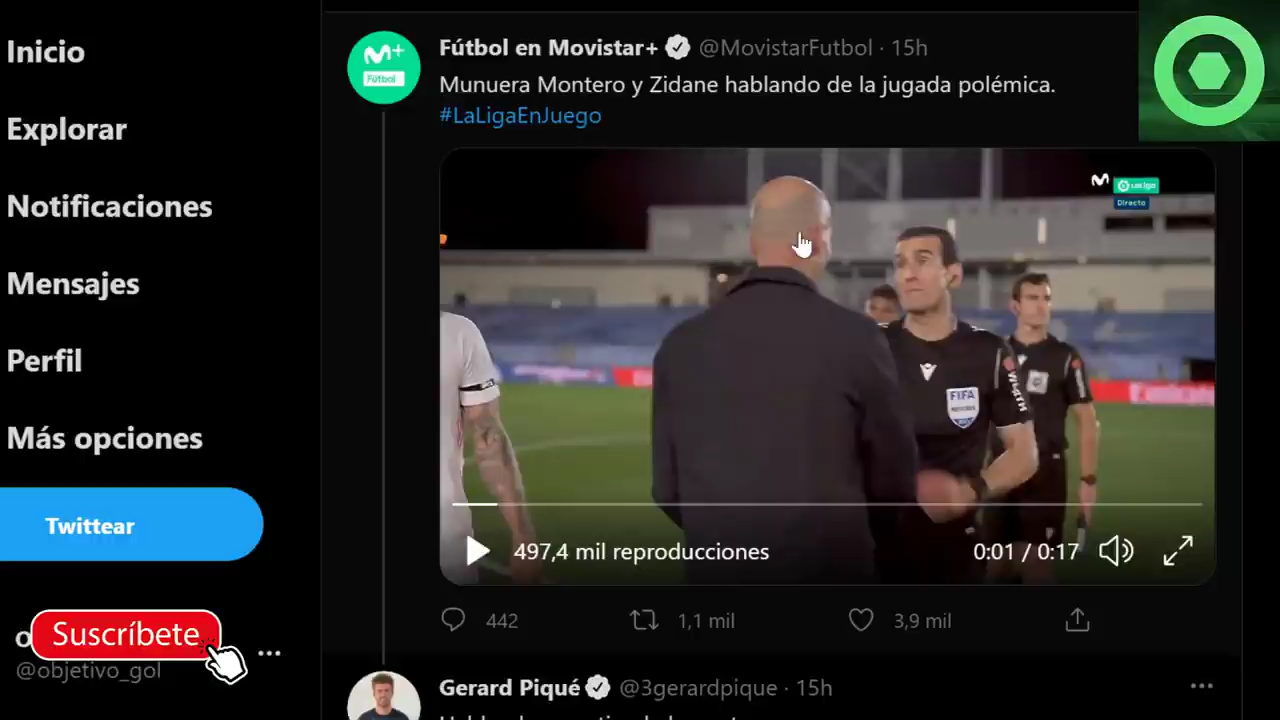 Inicio
Explorar
Notificaciones
Mensajes
Perfil
Más opciones
Twittear
Suscríbete
@objetivo_gol
Fútbol en Movistar+ @MovistarFutbol · 15h
Munuera Montero y Zidane hablando de la jugada polémica.
#LaLigaEnJuego
Fútbol
LaLiga
Directo
FIFA
497,4 mil reproducciones
0:01 / 0:17
442
1,1 mil
3,9 mil
Gerard Piqué @3gerardpique · 15h